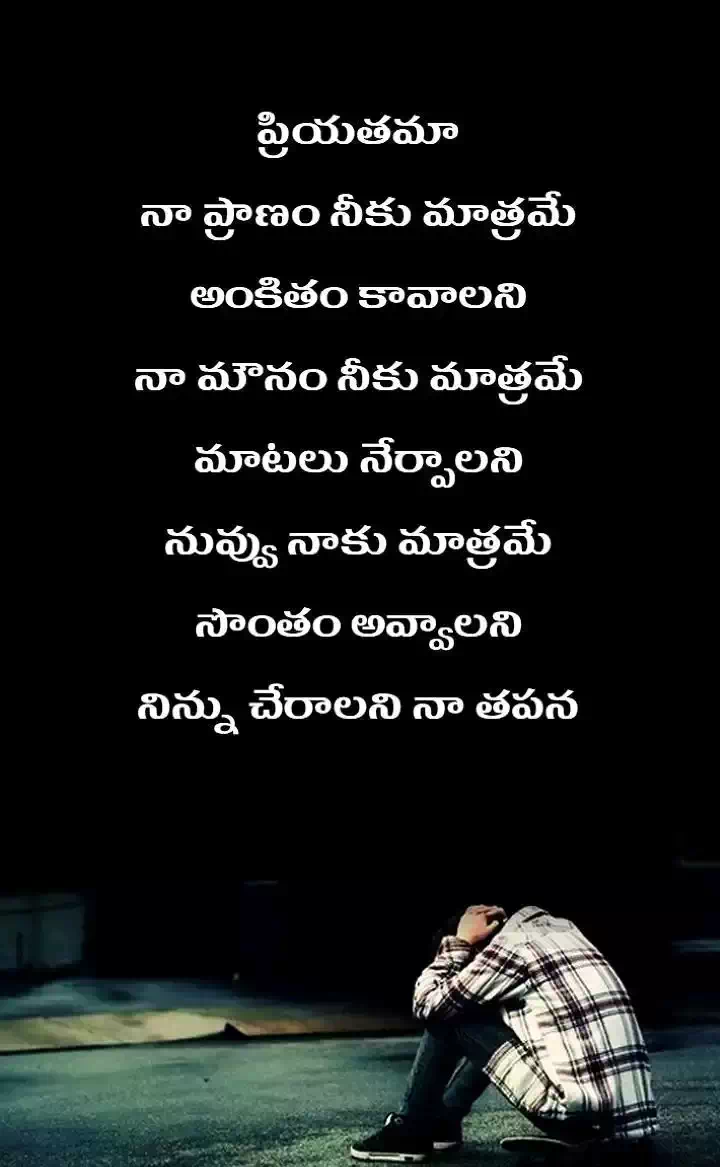 ప్రియతమా
నా ప్రాణం నీకు మాత్రమే
అంకితం కావాలని
నా మౌనం నీకు మాత్రమే
మాటలు నేర్పాలని
నువ్వు నాకు మాత్రమే
సొంతం అవ్వాలని
నిన్ను చేరాలని నా తపన